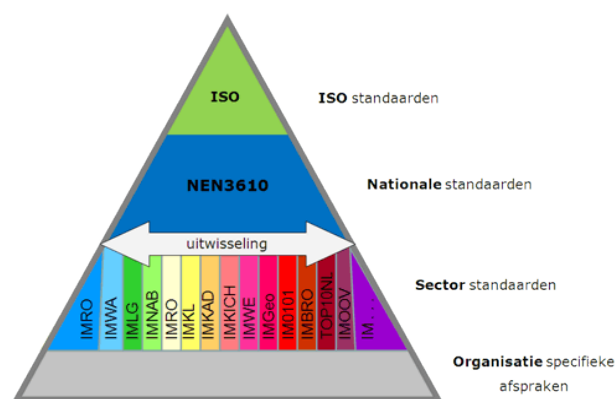 ISO
ISO standaarden
NEN3610
Nationale standaarden
uitwisseling
IMRO
IMWA
IMLG
IMNAB
IMRO
IMKL
IMKAD
IMKICH
IMWE
IMGeo
IM0101
IMBRO
TOP10NL
IMOOV
IM....
Sector standaarden
Organisatie specifieke
afspraken